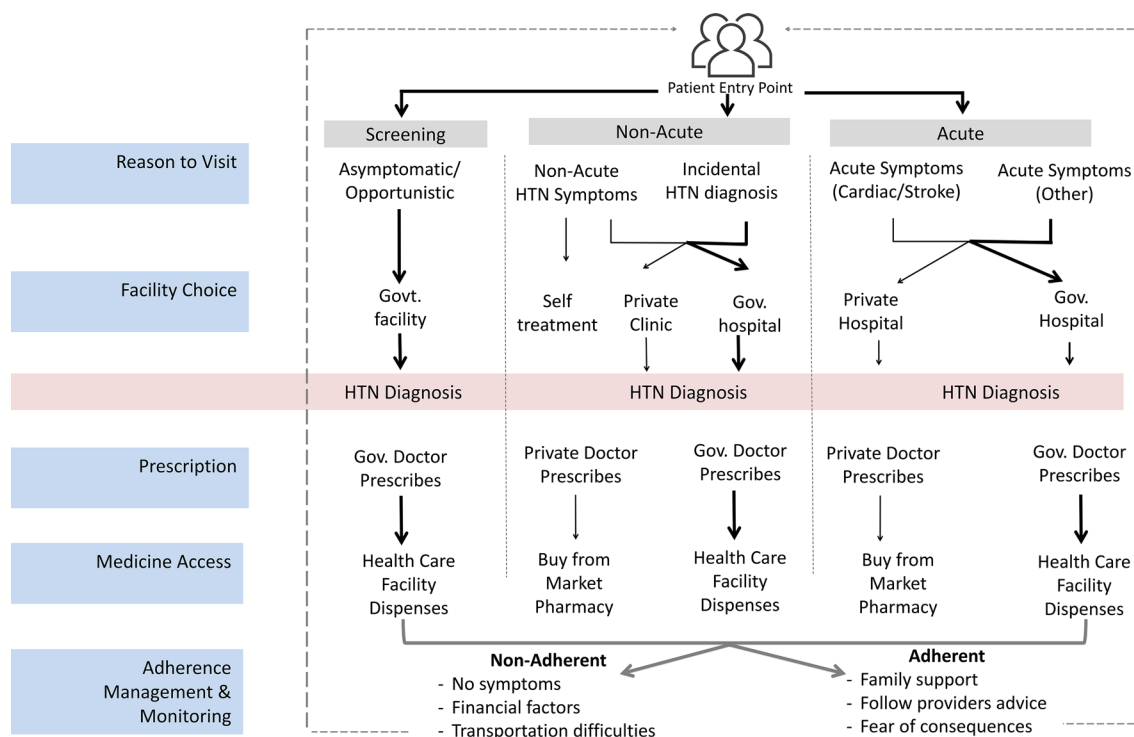 Patient Entry Point
Screening
Non-Acute
Acute
Reason to Visit
Asymptomatic/
Opportunistic
Non-Acute
HTN Symptoms
Incidental
HTN diagnosis
Acute Symptoms
(Cardiac/Stroke)
Acute Symptoms
(Other)
Facility Choice
Govt.
facility
Self
treatment
Private
Clinic
Gov.
hospital
Private
Hospital
Gov.
Hospital
HTN Diagnosis
HTN Diagnosis
HTN Diagnosis
Prescription
Gov. Doctor
Prescribes
Private Doctor
Prescribes
Gov. Doctor
Prescribes
Private Doctor
Prescribes
Gov. Doctor
Prescribes
Medicine Access
Health Care
Facility
Dispenses
Buy from
Market
Pharmacy
Health Care
Facility
Dispenses
Buy from
Market
Pharmacy
Health Care
Facility
Dispenses
Adherence
Management &
Monitoring
Non-Adherent
- No symptoms
- Financial factors
- Transportation difficulties
Adherent
- Family support
- Follow providers advice
- Fear of consequences